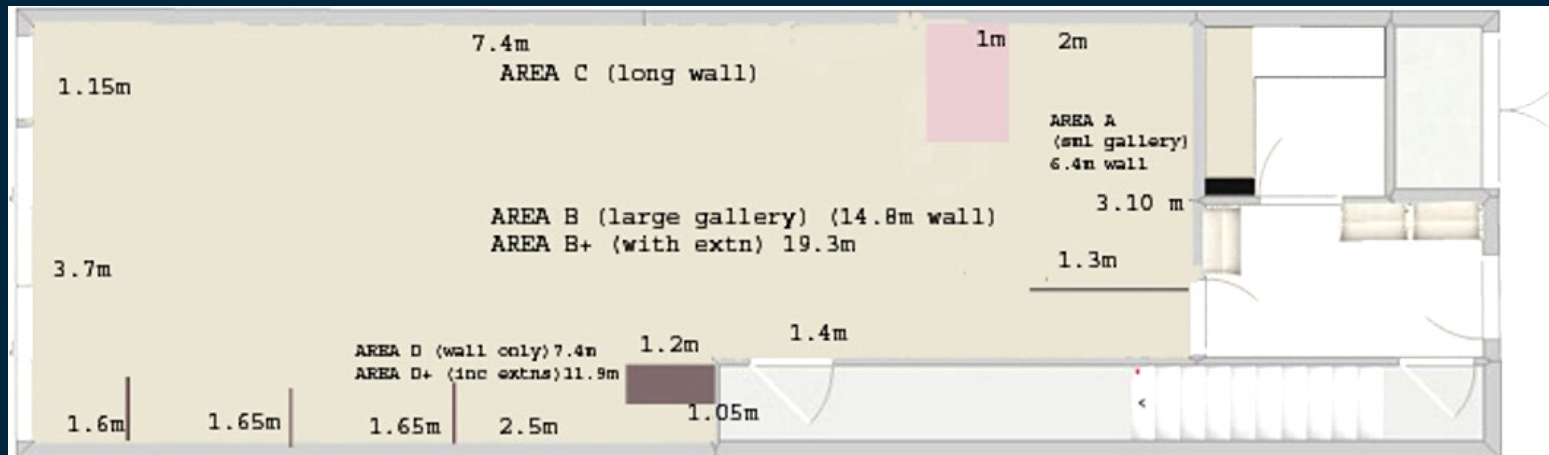 7.4m
1m
2m
AREA C (long wall)
1.15m
AREA A
(sml gallery)
6.4m wall
3.10 m
AREA B (large gallery) (14.8m wall)
AREA B+ (with extn) 19.3m
1.3m
3.7m
1.4m
1.2m
AREA D (wall only)7.4m
AREA D+ (inc extns)11.9m
1.05m
<
1.6m
1.65m
1.65m
2.5m